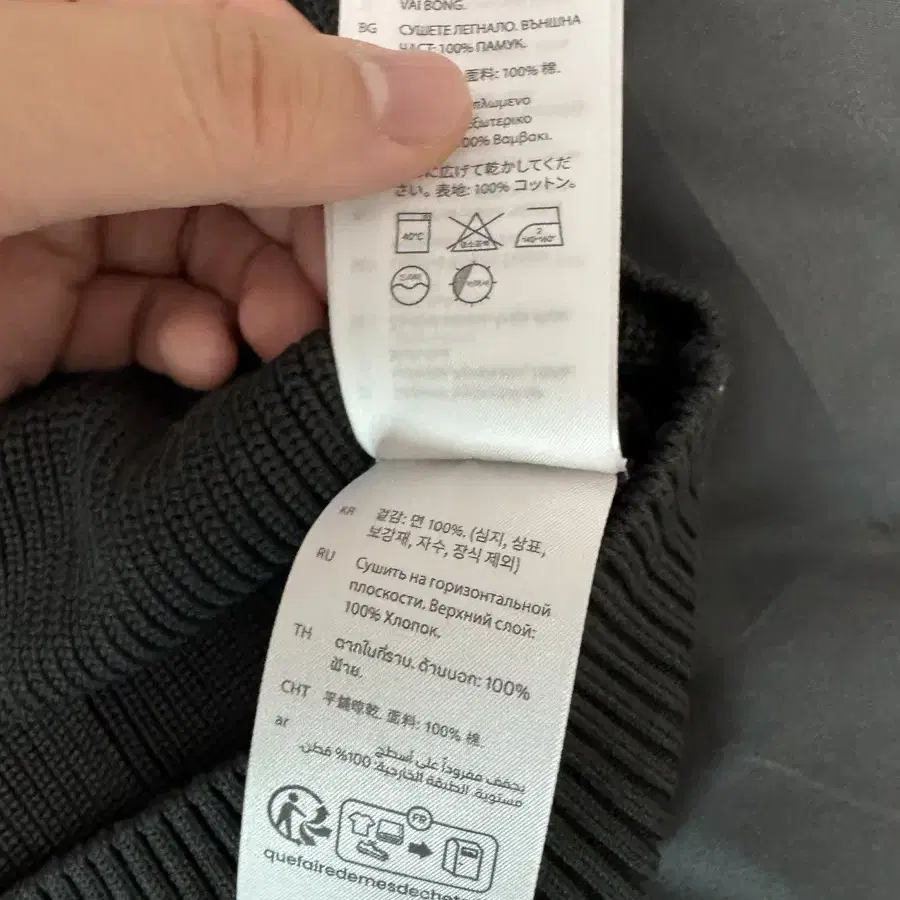 VAI BÔNG.
BG СУШЕТЕ ЛЕГНАЛО. ВЪНШНА
ЧАСТ: 100% ПАМУК.
面料: 100% 棉.
100% Βαμβακι.
に広げて乾かしてくだ
さい。表地: 100% コットン。
40℃
2
KR 겉감: 면 100%. (심지, 상표,
보강재, 자수, 장식 제외)
RU Сушить на горизонтальной
плоскости. Верхний слой:
100% Хлопок.
TH ตากในที่ราบ. ด้านนอก: 100%
ฝ้าย.
CHT 平鋪晾乾. 面料: 100% 棉.
ar يجفف مفروداً على أسطح
مستوية. الطبقة الخارجية: 100% قطن.
FR
quefairedemesdechets